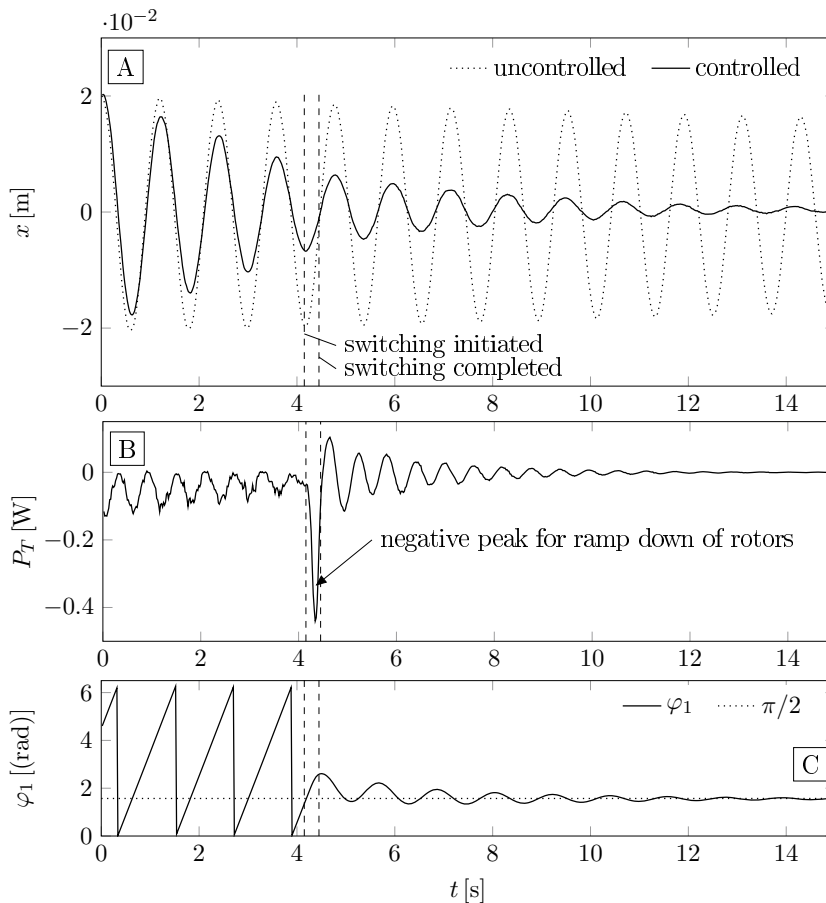 ·10⁻²
A
uncontrolled
controlled
2
0
−2
x [m]
switching initiated
switching completed
0 2 4 6 8 10 12 14
B
0
−0.2
−0.4
P_T [W]
negative peak for ramp down of rotors
0 2 4 6 8 10 12 14
φ₁ π/2
C
6
4
2
0
φ₁ [(rad)]
0 2 4 6 8 10 12 14
t [s]